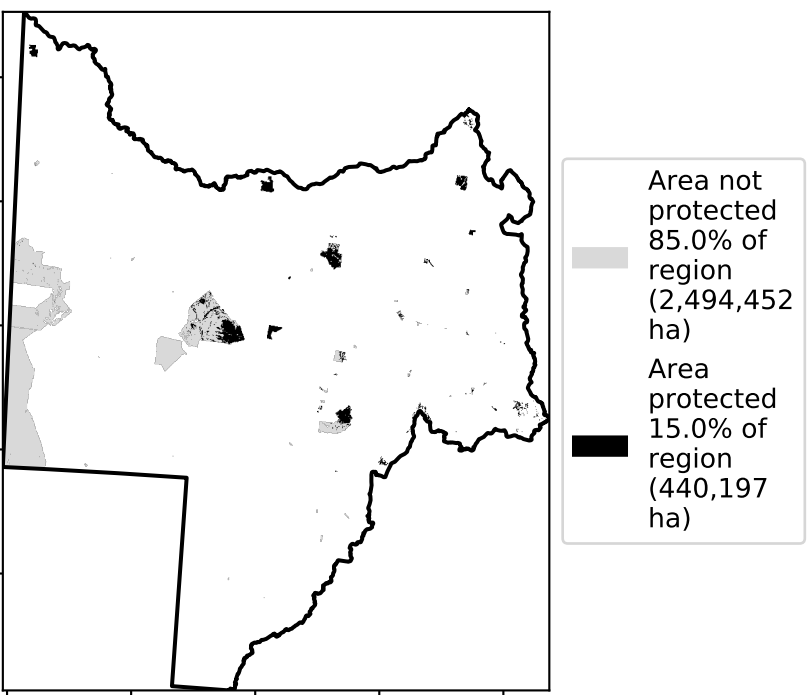 Area not
protected
85.0% of
region
(2,494,452
ha)
Area
protected
15.0% of
region
(440,197
ha)